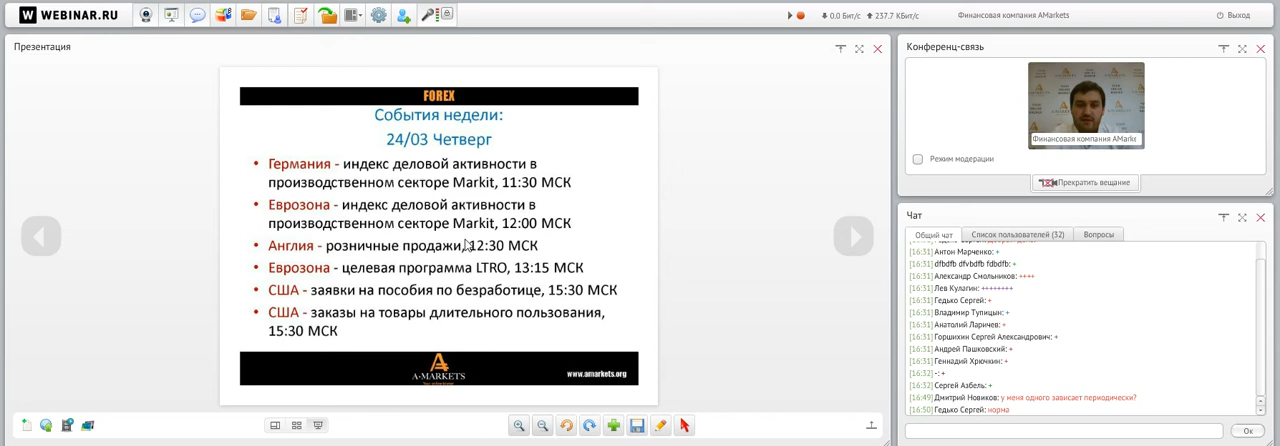 W WEBINAR.RU
0.0 Бит/с
237.7 КБит/с
Финансовая компания AMarkets
Выход
Презентация
FOREX
События недели:
24/03 Четверг
• Германия - индекс деловой активности в
производственном секторе Markit, 11:30 МСК
• Еврозона - индекс деловой активности в
производственном секторе Markit, 12:00 МСК
• Англия - розничные продажи, 12:30 МСК
• Еврозона - целевая программа LTRO, 13:15 МСК
• США - заявки на пособия по безработице, 15:30 МСК
• США - заказы на товары длительного пользования,
15:30 МСК
A-MARKETS
www.amarkets.org
Конференц-связь
Финансовая компания AMarke
Режим модерации
Прекратить вещание
Чат
Общий чат
Список пользователей (32)
Вопросы
[16:31] Антон Марченко: +
[16:31] dfbdfb dfvbdfb fdbdfb: +
[16:31] Александр Смольников: ++++
[16:31] Лев Кулагин: ++++++++
[16:31] Гедько Сергей: +
[16:31] Владимир Тупицын: +
[16:31] Анатолий Ларичев: +
[16:31] Горшихин Сергей Александрович: +
[16:31] Андрей Пашковский: +
[16:31] Геннадий Хрючкин: +
[16:32] -: +
[16:32] Сергей Азбель: +
[16:49] Дмитрий Новиков: у меня одного зависает периодически?
[16:50] Гедько Сергей: норма
Ок